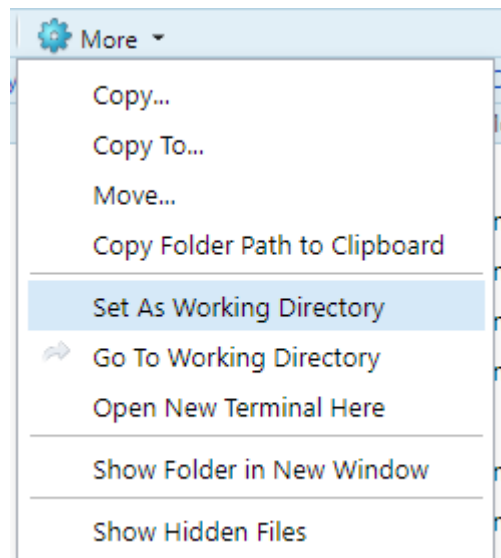 More
Copy...
Copy To...
Move...
Copy Folder Path to Clipboard
Set As Working Directory
Go To Working Directory
Open New Terminal Here
Show Folder in New Window
Show Hidden Files